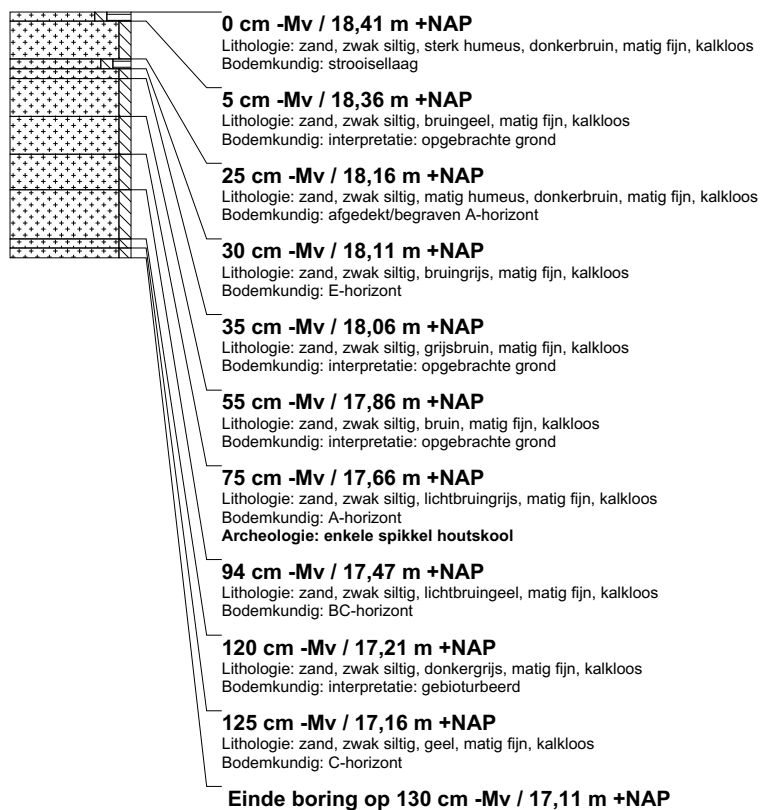 0 cm -Mv / 18,41 m +NAP
Lithologie: zand, zwak siltig, sterk humeus, donkerbruin, matig fijn, kalkloos
Bodemkundig: strooisellaag
5 cm -Mv / 18,36 m +NAP
Lithologie: zand, zwak siltig, bruingeel, matig fijn, kalkloos
Bodemkundig: interpretatie: opgebrachte grond
25 cm -Mv / 18,16 m +NAP
Lithologie: zand, zwak siltig, matig humeus, donkerbruin, matig fijn, kalkloos
Bodemkundig: afgedekt/begraven A-horizont
30 cm -Mv / 18,11 m +NAP
Lithologie: zand, zwak siltig, bruingrijs, matig fijn, kalkloos
Bodemkundig: E-horizont
35 cm -Mv / 18,06 m +NAP
Lithologie: zand, zwak siltig, grijsbruin, matig fijn, kalkloos
Bodemkundig: interpretatie: opgebrachte grond
55 cm -Mv / 17,86 m +NAP
Lithologie: zand, zwak siltig, bruin, matig fijn, kalkloos
Bodemkundig: interpretatie: opgebrachte grond
75 cm -Mv / 17,66 m +NAP
Lithologie: zand, zwak siltig, lichtbruingrijs, matig fijn, kalkloos
Bodemkundig: A-horizont
Archeologie: enkele spikkel houtskool
94 cm -Mv / 17,47 m +NAP
Lithologie: zand, zwak siltig, lichtbruingeel, matig fijn, kalkloos
Bodemkundig: BC-horizont
120 cm -Mv / 17,21 m +NAP
Lithologie: zand, zwak siltig, donkergrijs, matig fijn, kalkloos
Bodemkundig: interpretatie: gebioturbeerd
125 cm -Mv / 17,16 m +NAP
Lithologie: zand, zwak siltig, geel, matig fijn, kalkloos
Bodemkundig: C-horizont
Einde boring op 130 cm -Mv / 17,11 m +NAP